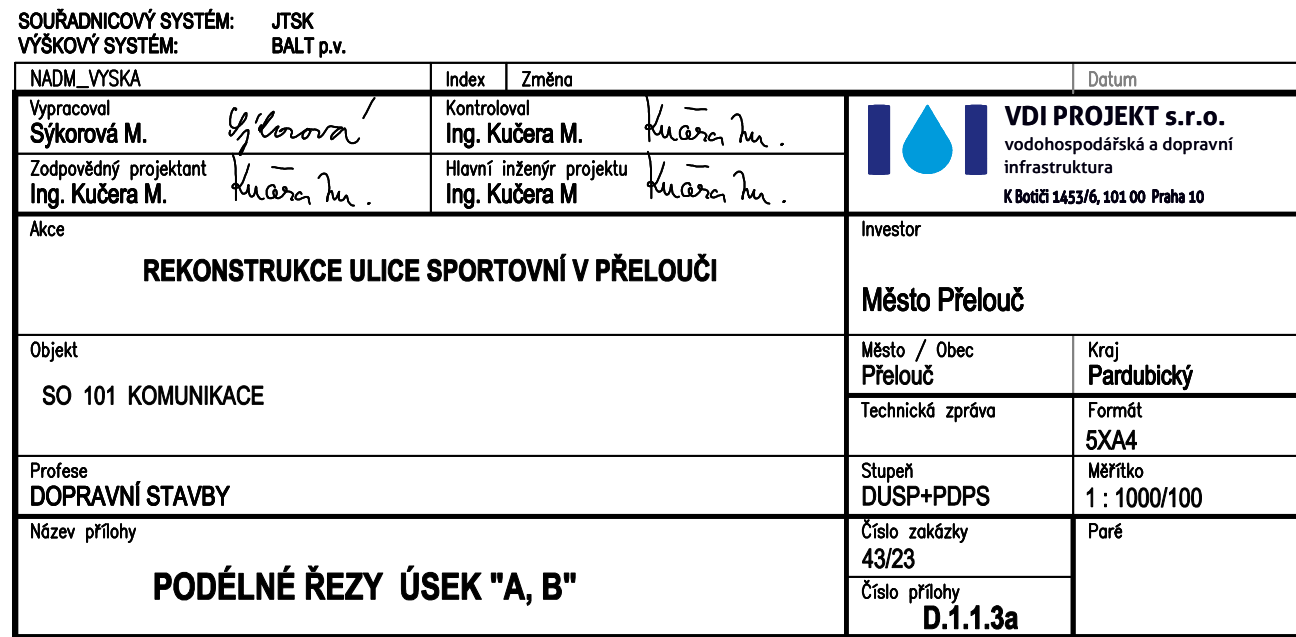 SOUŘADNICOVÝ SYSTÉM: JTSK
VÝŠKOVÝ SYSTÉM: BALT p.v.
NADM_VYSKA Index Změna Datum
Vypracoval
Sýkorová M. Sýkorová
Kontroloval
Ing. Kučera M. Kučera M.
Zodpovědný projektant
Ing. Kučera M. Kučera M.
Hlavní inženýr projektu
Ing. Kučera M Kučera M.
VDI PROJEKT s.r.o.
vodohospodářská a dopravní
infrastruktura
K Botiči 1453/6, 101 00 Praha 10
Akce
REKONSTRUKCE ULICE SPORTOVNÍ V PŘELOUČI
Investor
Město Přelouč
Objekt
SO 101 KOMUNIKACE
Město / Obec
Přelouč
Kraj
Pardubický
Technická zpráva
Formát
5XA4
Profese
DOPRAVNÍ STAVBY
Stupeň
DUSP+PDPS
Měřítko
1 : 1000/100
Název přílohy
PODÉLNÉ ŘEZY ÚSEK "A, B"
Číslo zakázky
43/23
Paré
Číslo přílohy
D.1.1.3a